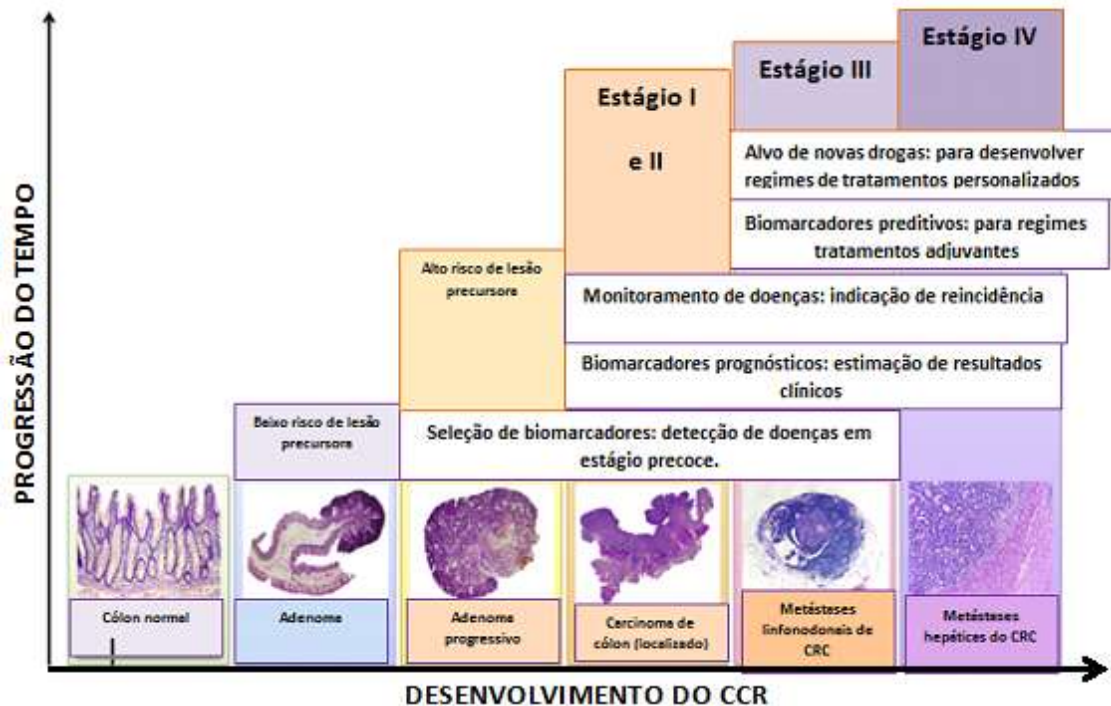 PROGRESSÃO DO TEMPO
Estágio I
e II
Estágio III
Estágio IV
Alvo de novas drogas: para desenvolver
regimes de tratamentos personalizados
Biomarcadores preditivos: para regimes
tratamentos adjuvantes
Alto risco de lesão
precursora
Monitoramento de doenças: indicação de reincidência
Biomarcadores prognósticos: estimação de resultados
clínicos
Beixo risco de lesão
precursora
Seleção de biomarcadores: detecção de doenças em
estágio precoce.
Cólon normal
Adenoma
Adenoma
progressivo
Carcinoma de
cólon (localizado)
Metástases
linfonodonais de
CRC
Metástases
hepáticas do CRC
DESENVOLVIMENTO DO CCR